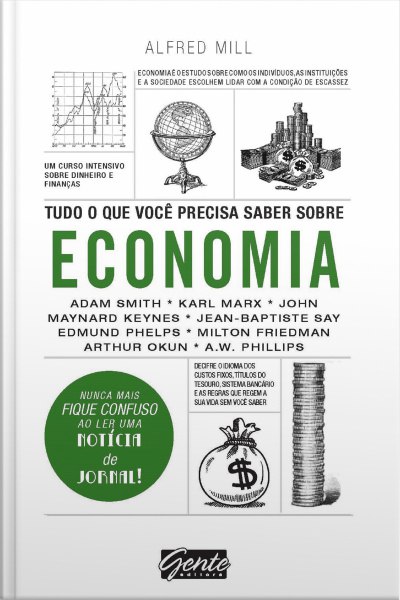 ALFRED MILL
ECONOMIA É O ESTUDO SOBRE COMO OS INDIVÍDUOS, AS INSTITUIÇÕES
E A SOCIEDADE ESCOLHEM LIDAR COM A CONDIÇÃO DE ESCASSEZ
UM CURSO INTENSIVO
SOBRE DINHEIRO E
FINANÇAS
TUDO O QUE VOCÊ PRECISA SABER SOBRE
ECONOMIA
ADAM SMITH * KARL MARX * JOHN
MAYNARD KEYNES * JEAN-BAPTISTE SAY
EDMUND PHELPS * MILTON FRIEDMAN
ARTHUR OKUN * A.W. PHILLIPS
DECIFRE O IDIOMA DOS
CUSTOS FIXOS, TÍTULOS DO
TESOURO, SISTEMA BANCÁRIO
E AS REGRAS QUE REGEM A
SUA VIDA SEM VOCÊ SABER
NUNCA MAIS
FIQUE CONFUSO
AO LER UMA
NOTÍCIA
de
JORNAL!
$
Gente
editora